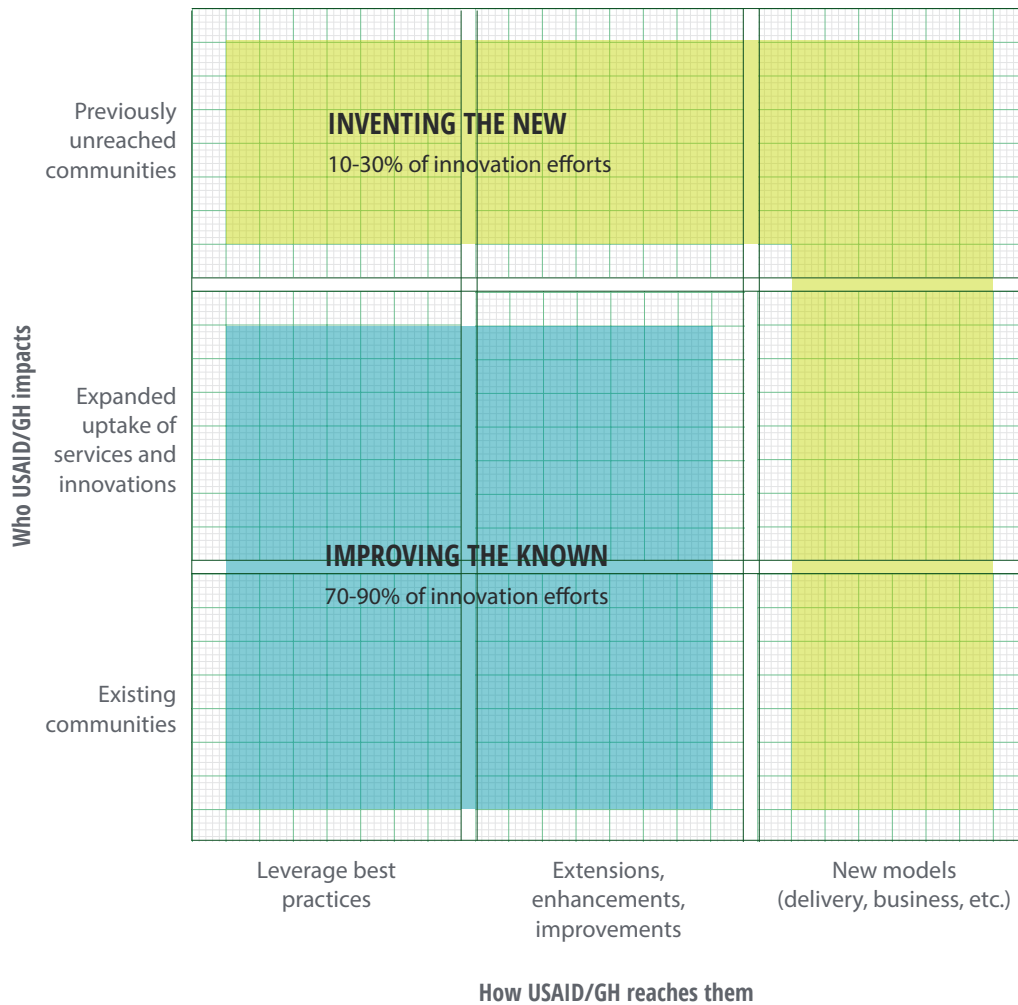 Who USAID/GH impacts
Previously
unreached
communities
INVENTING THE NEW
10-30% of innovation efforts
Expanded
uptake of
services and
innovations
IMPROVING THE KNOWN
70-90% of innovation efforts
Existing
communities
Leverage best
practices
Extensions,
enhancements,
improvements
New models
(delivery, business, etc.)
How USAID/GH reaches them